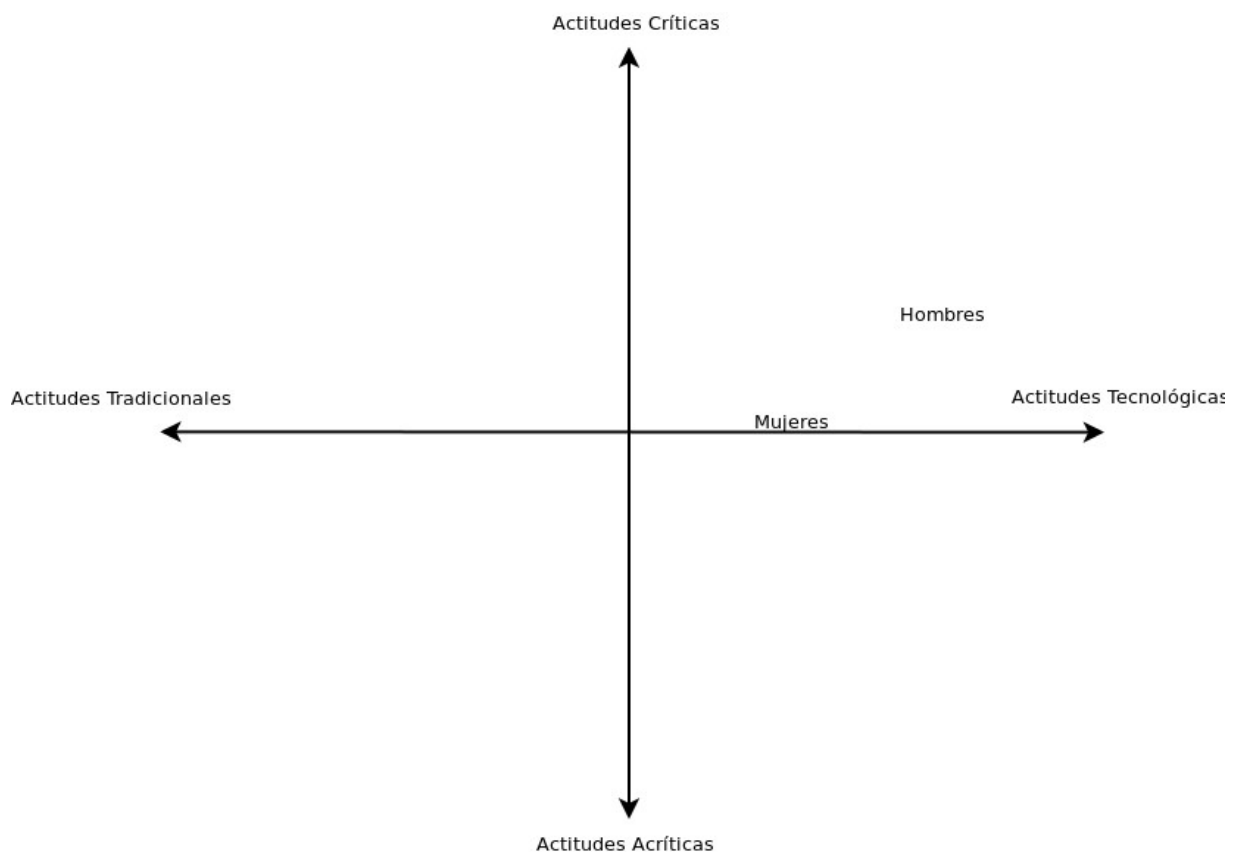 Actitudes Críticas
Hombres
Actitudes Tradicionales
Actitudes Tecnológicas
Mujeres
Actitudes Acríticas